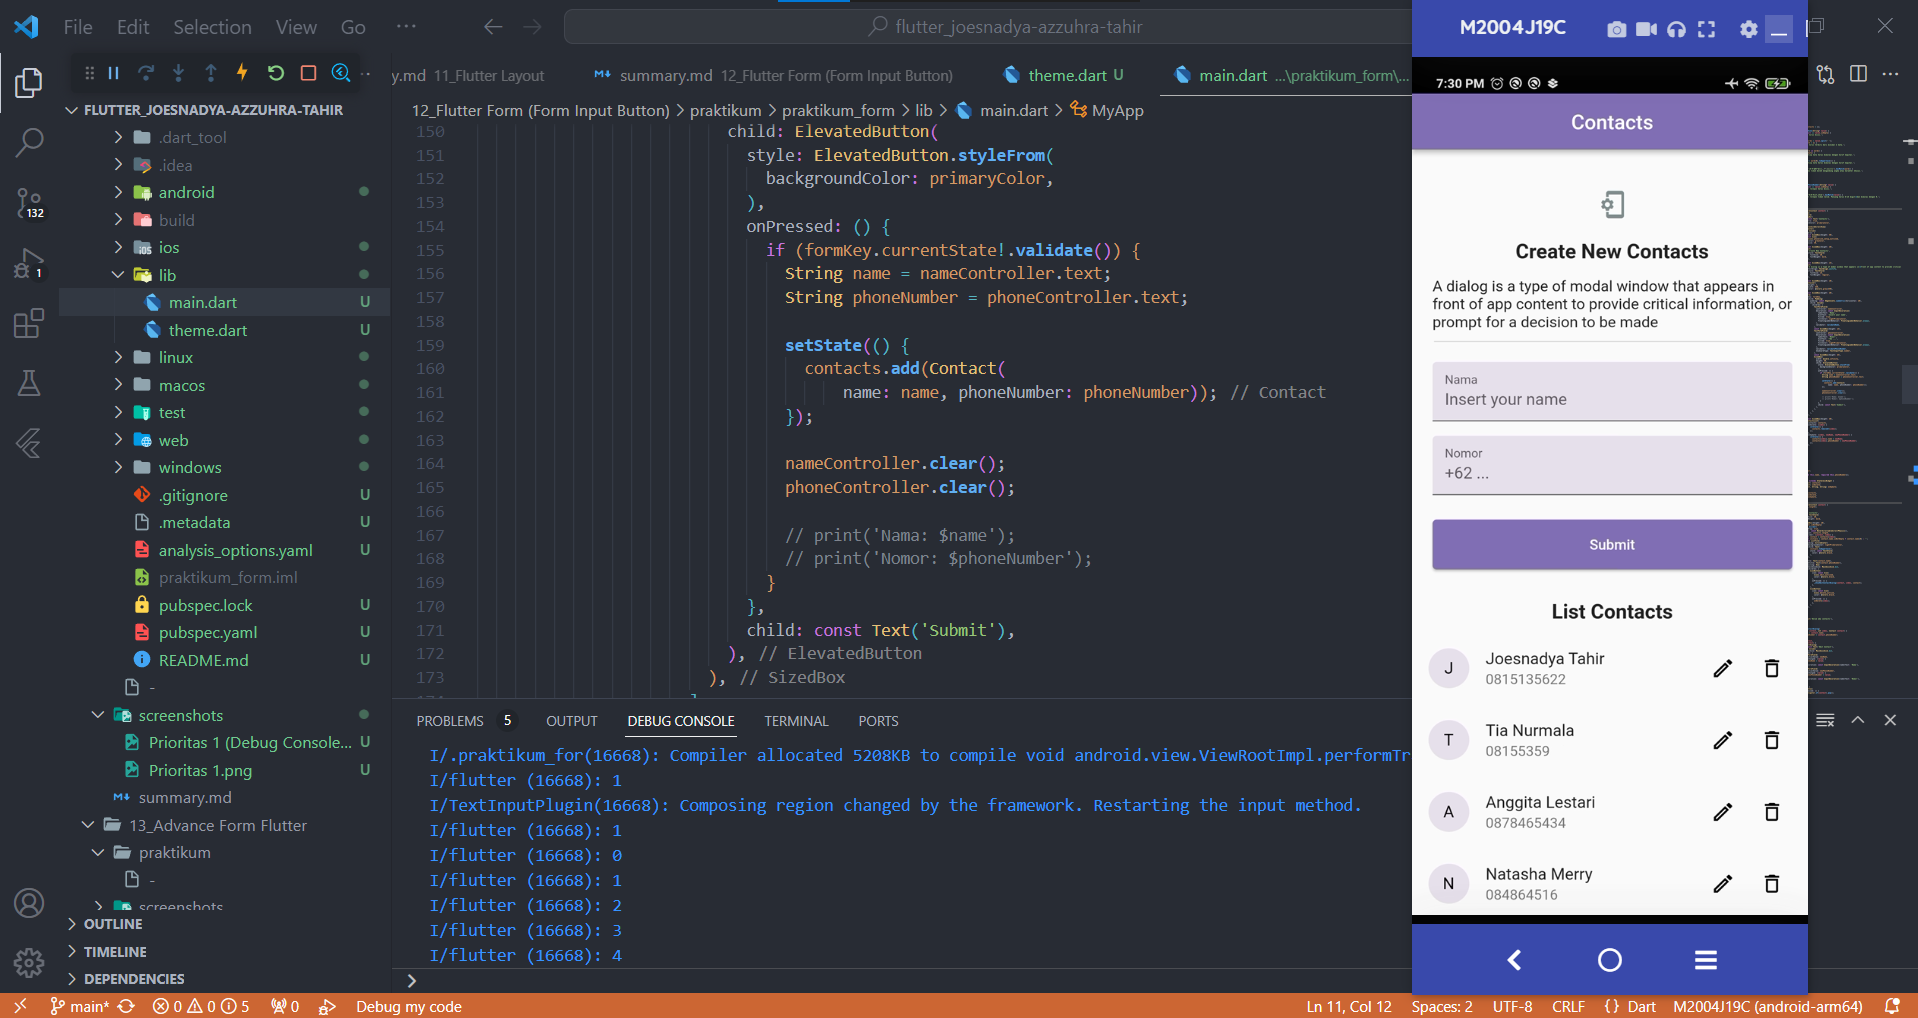 File Edit Selection View Go ···
flutter_joesnadya-azzuhra-tahir
y.md 11_Flutter Layout
summary.md 12_Flutter Form (Form Input Button)
theme.dart U
main.dart ...\praktikum_form\...
12_Flutter Form (Form Input Button) > praktikum > praktikum_form > lib > main.dart > MyApp
FLUTTER_JOESNADYA-AZZUHRA-TAHIR
.dart_tool
.idea
android
build
ios
lib
main.dart U
theme.dart U
linux
macos
test
web
windows
.gitignore U
.metadata U
analysis_options.yaml U
praktikum_form.iml
pubspec.lock U
pubspec.yaml U
README.md U
-
screenshots
Prioritas 1 (Debug Console... U
Prioritas 1.png U
summary.md
13_Advance Form Flutter
praktikum
-
screenshots
OUTLINE
TIMELINE
DEPENDENCIES
132
1
150 child: ElevatedButton(
151 style: ElevatedButton.styleFrom(
152 backgroundColor: primaryColor,
153 ),
154 onPressed: () {
155 if (formKey.currentState!.validate()) {
156 String name = nameController.text;
157 String phoneNumber = phoneController.text;
158
159 setState(() {
160 contacts.add(Contact(
161 name: name, phoneNumber: phoneNumber)); // Contact
162 });
163
164 nameController.clear();
165 phoneController.clear();
166
167 // print('Nama: $name');
168 // print('Nomor: $phoneNumber');
169 }
170 },
171 child: const Text('Submit'),
172 ), // ElevatedButton
173 ), // SizedBox
PROBLEMS 5 OUTPUT DEBUG CONSOLE TERMINAL PORTS
I/.praktikum_for(16668): Compiler allocated 5208KB to compile void android.view.ViewRootImpl.performTr
I/flutter (16668): 1
I/TextInputPlugin(16668): Composing region changed by the framework. Restarting the input method.
I/flutter (16668): 1
I/flutter (16668): 0
I/flutter (16668): 1
I/flutter (16668): 2
I/flutter (16668): 3
I/flutter (16668): 4
>
M2004J19C
7:30 PM
Contacts
Create New Contacts
A dialog is a type of modal window that appears in
front of app content to provide critical information, or
prompt for a decision to be made
Nama
Insert your name
Nomor
+62 ...
Submit
List Contacts
J Joesnadya Tahir
0815135622
T Tia Nurmala
08155359
A Anggita Lestari
0878465434
N Natasha Merry
084864516
main* 0 0 5 0 Debug my code
Ln 11, Col 12 Spaces: 2 UTF-8 CRLF {} Dart M2004J19C (android-arm64)